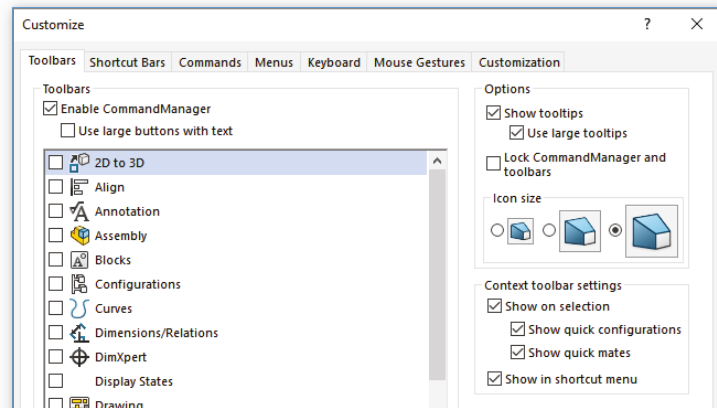 Customize
Toolbars Shortcut Bars Commands Menus Keyboard Mouse Gestures Customization
Toolbars
Enable CommandManager
Use large buttons with text
2D to 3D
Align
Annotation
Assembly
Blocks
Configurations
Curves
Dimensions/Relations
DimXpert
Display States
Drawing
Options
Show tooltips
Use large tooltips
Lock CommandManager and
toolbars
Icon size
Context toolbar settings
Show on selection
Show quick configurations
Show quick mates
Show in shortcut menu